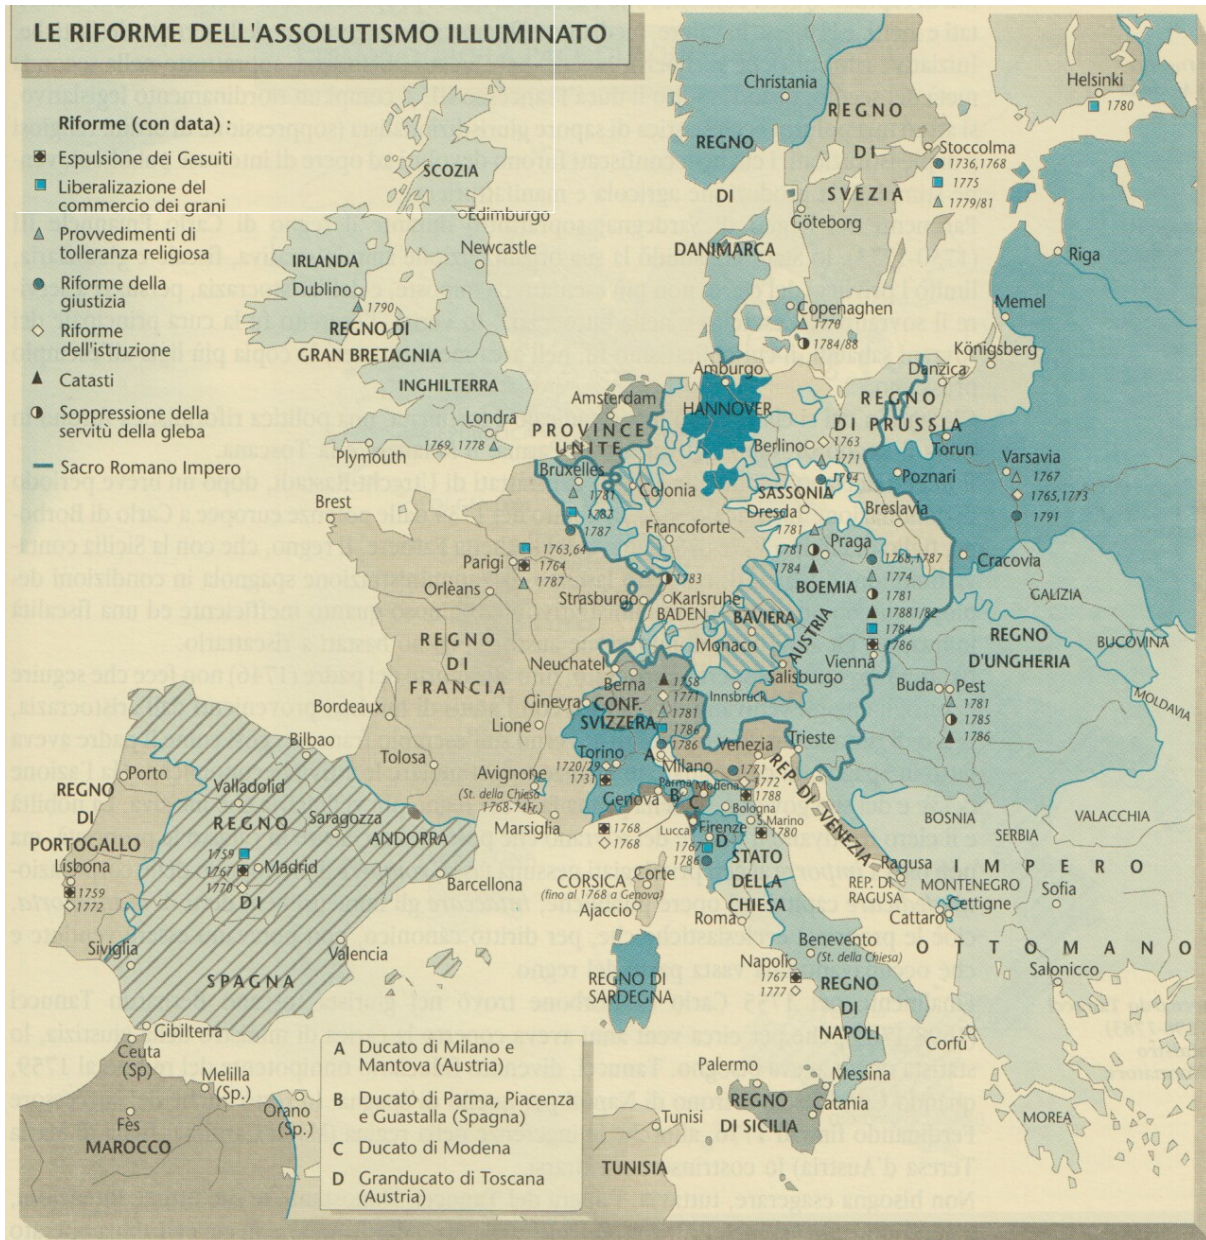 LE RIFORME DELL'ASSOLUTISMO ILLUMINATO
Riforme (con data) :
Espulsione dei Gesuiti
Liberalizzazione del
commercio dei grani
Provvedimenti di
tolleranza religiosa
Riforme della
giustizia
Riforme
dell'istruzione
Catasti
Soppressione della
servitù della gleba
Sacro Romano Impero
Christania
REGNO
DI
SVEZIA
Helsinki
1780
REGNO
DI
DANIMARCA
Stoccolma
1736,1768
1775
1779/81
Göteborg
SCOZIA
Edimburgo
Newcastle
IRLANDA
Dublino
1790
REGNO DI
GRAN BRETAGNIA
INGHILTERRA
Londra
1769, 1778
Plymouth
Riga
Memel
Königsberg
Danzica
Copenaghen
1770
1784/88
Amburgo
HANNOVER
Amsterdam
PROVINCE
UNITE
REGNO
DI PRUSSIA
Berlino
1763
1771
1794
Torun
Poznari
Varsavia
1767
1765,1773
1791
Bruxelles
1781
1787
Colonia
SASSONIA
Dresda
1781
Breslavia
Francoforte
Praga
1781
1784
BOEMIA
1768,1787
1774
1781
17881/82
1784
1786
Vienna
Cracovia
GALIZIA
BUCOVINA
MOLDAVIA
REGNO
D'UNGHERIA
Buda
Pest
1781
1785
1786
Brest
Parigi
1763,64
1764
1787
Orlèans
Strasburgo
1783
Karlsruhe
BADEN
BAVIERA
Monaco
AUSTRIA
Salisburgo
Innsbruck
REGNO
DI
FRANCIA
Neuchatel
Berna
Ginevra
CONF.
SVIZZERA
1758
1771
1781
1786
1786
Lione
Bordeaux
Tolosa
Avignone
(St. della Chiesa
1768-74Fr.)
Marsiglia
Torino
1720/29
1731
A
Milano
Parma
B
Modena
C
Genova
1768
1768
Venezia
1771
1772
1788
Trieste
REP. DI
VENEZIA
Bologna
S.Marino
1780
Lucca
Firenze
D
1767
1786
STATO
DELLA
CHIESA
Roma
CORSICA
(fino al 1768 a Genova)
Corte
Ajaccio
REGNO DI
SARDEGNA
Bilbao
Porto
Valladolid
REGNO
DI
PORTOGALLO
Lisbona
1759
1772
REGNO
DI
SPAGNA
Saragozza
ANDORRA
1759
1767
1770
Madrid
Barcellona
Valencia
Siviglia
Gibilterra
Ceuta
(Sp)
Melilla
(Sp.)
Orano
(Sp.)
Fès
MAROCCO
Benevento
(St. della Chiesa)
Napoli
1767
1777
REGNO
DI
NAPOLI
Palermo
Messina
REGNO
DI SICILIA
Catania
Tunisi
TUNISIA
BOSNIA
SERBIA
VALACCHIA
IMPERO
OTTOMANO
Ragusa
REP. DI
RAGUSA
MONTENEGRO
Cettigne
Cattaro
Sofia
Salonicco
Corfù
MOREA
A Ducato di Milano e
Mantova (Austria)
B Ducato di Parma, Piacenza
e Guastalla (Spagna)
C Ducato di Modena
D Granducato di Toscana
(Austria)